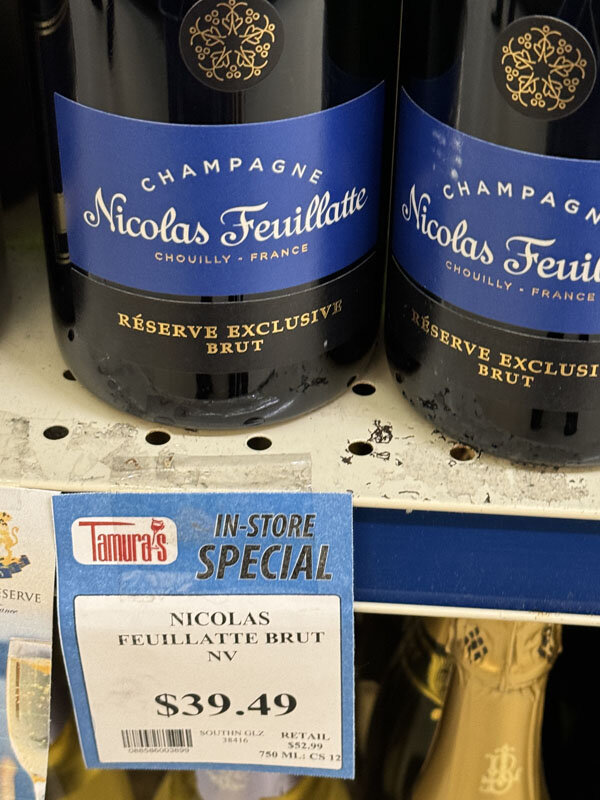 CHAMPAGNE
Nicolas Feuillatte
CHOUILLY - FRANCE
RÉSERVE EXCLUSIVE
BRUT
CHAMPAGN
Nicolas Feuil
CHOUILLY - FRANCE
RÉSERVE EXCLUSI
BRUT
ESERVE
Tamura's
IN-STORE
SPECIAL
NICOLAS
FEUILLATTE BRUT
NV
$39.49
SOUTHN GLZ
38416
RETAIL
$52.99
750 ML: CS 12